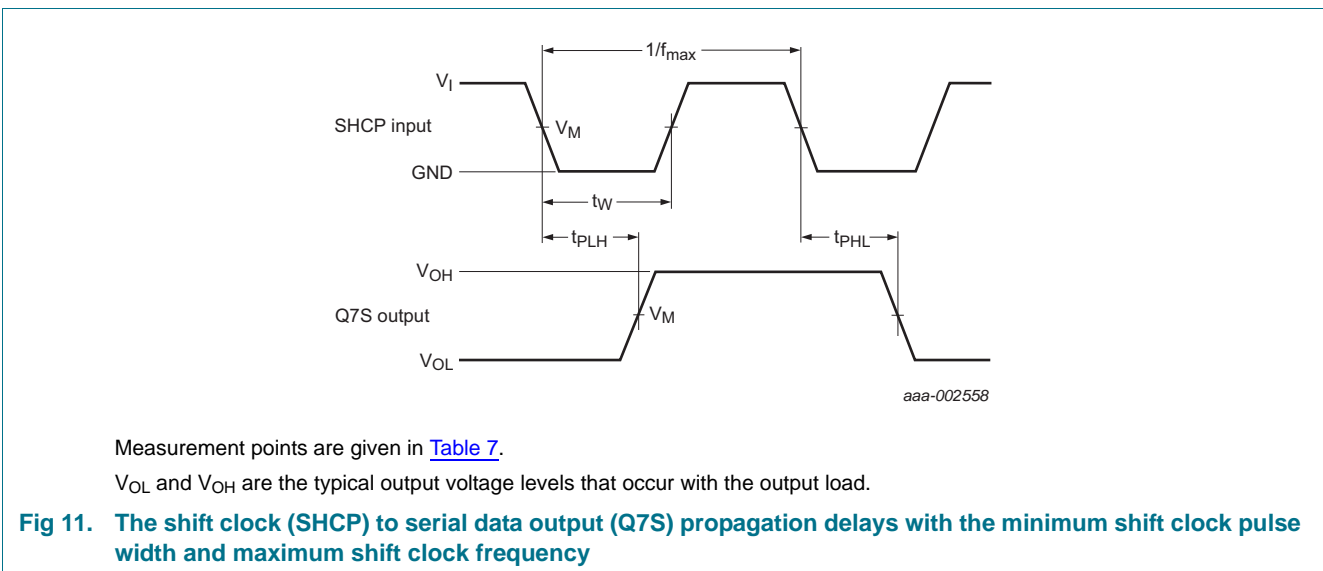 1/fmax
VI
SHCP input
VM
GND
tW
tPLH
tPHL
VOH
Q7S output
VM
VOL
aaa-002558
Measurement points are given in Table 7.
VOL and VOH are the typical output voltage levels that occur with the output load.
Fig 11. The shift clock (SHCP) to serial data output (Q7S) propagation delays with the minimum shift clock pulse
width and maximum shift clock frequency